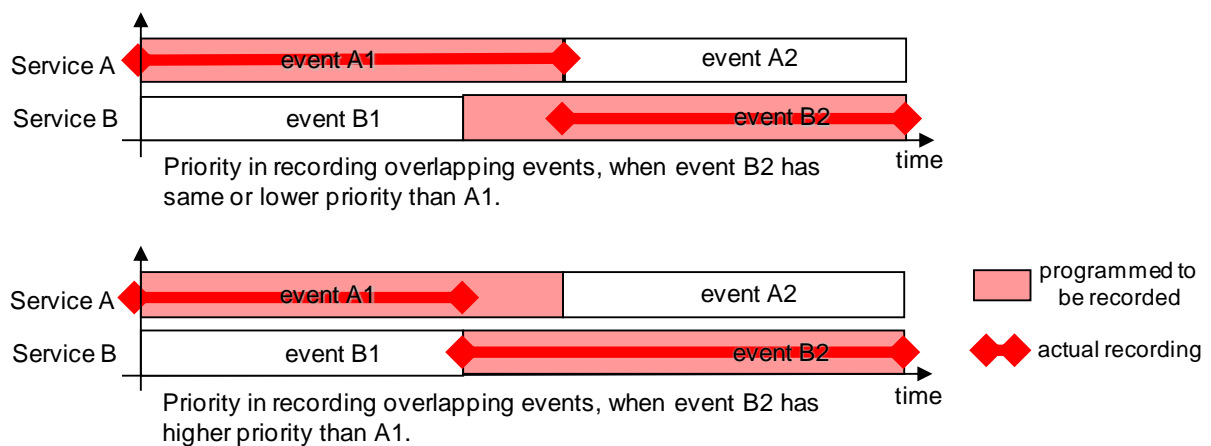 Service A
event A1
event A2
Service B
event B1
event B2
time
Priority in recording overlapping events, when event B2 has
same or lower priority than A1.
Service A
event A1
event A2
programmed to
be recorded
Service B
event B1
event B2
actual recording
time
Priority in recording overlapping events, when event B2 has
higher priority than A1.